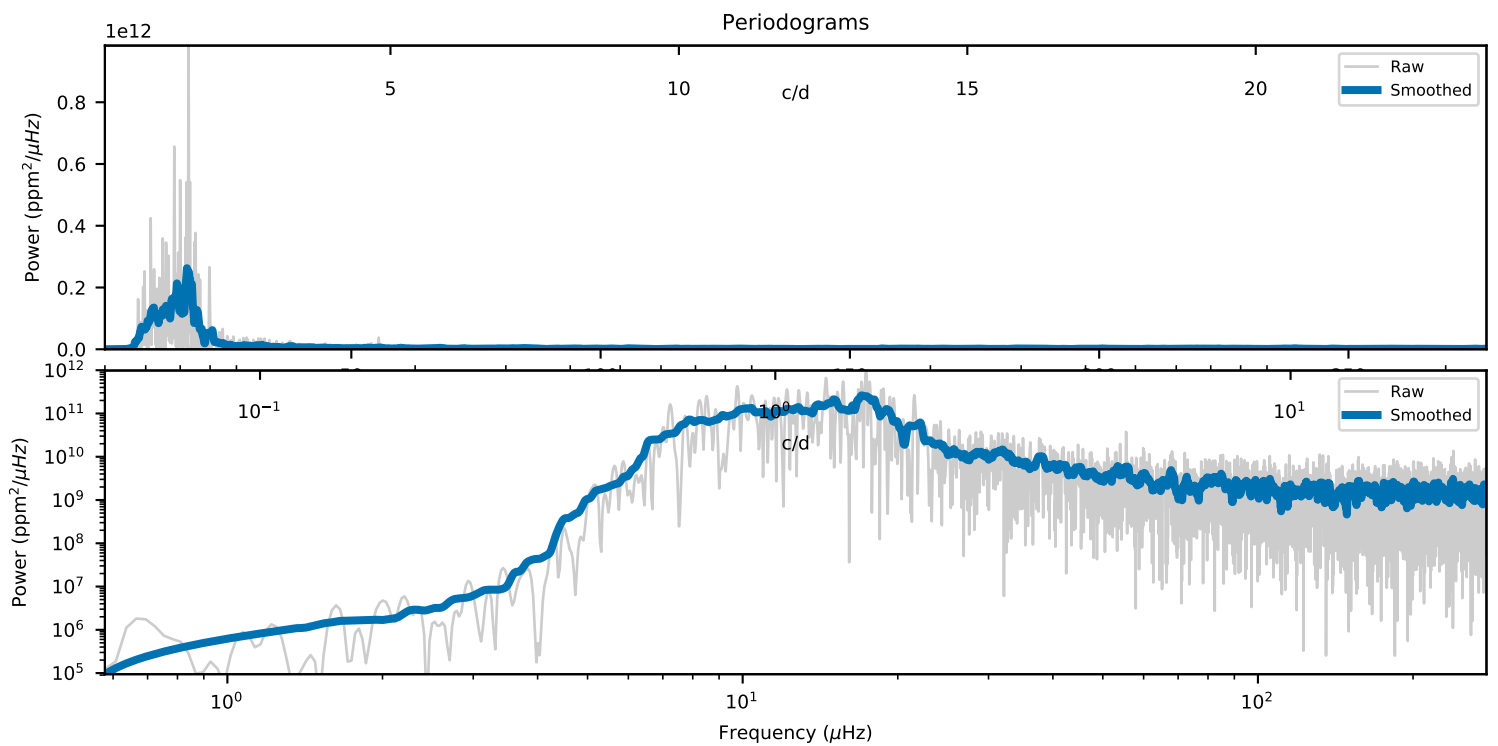 Periodograms
1e12
5 10 15 20
c/d
Raw
Smoothed
0.8
0.6
0.4
0.2
0.0
Power (ppm²/μHz)
10¹²
10¹¹
10¹⁰
10⁹
10⁸
10⁷
10⁶
10⁵
Power (ppm²/μHz)
10⁻¹ 10⁰ 10¹
c/d
Raw
Smoothed
10⁰ 10¹ 10²
Frequency (μHz)